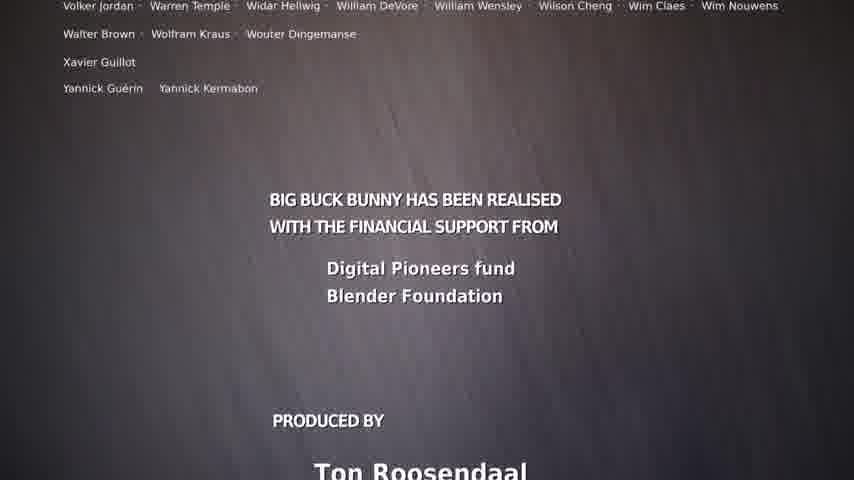 Volker Jordan · Warren Temple · Widar Hellwig · William DeVore · William Wensley · Wilson Cheng · Wim Claes · Wim Nouwens
Walter Brown · Wolfram Kraus · Wouter Dingemanse
Xavier Guillot
Yannick Guérin Yannick Kermabon
BIG BUCK BUNNY HAS BEEN REALISED
WITH THE FINANCIAL SUPPORT FROM
Digital Pioneers fund
Blender Foundation
PRODUCED BY
Ton Roosendaal